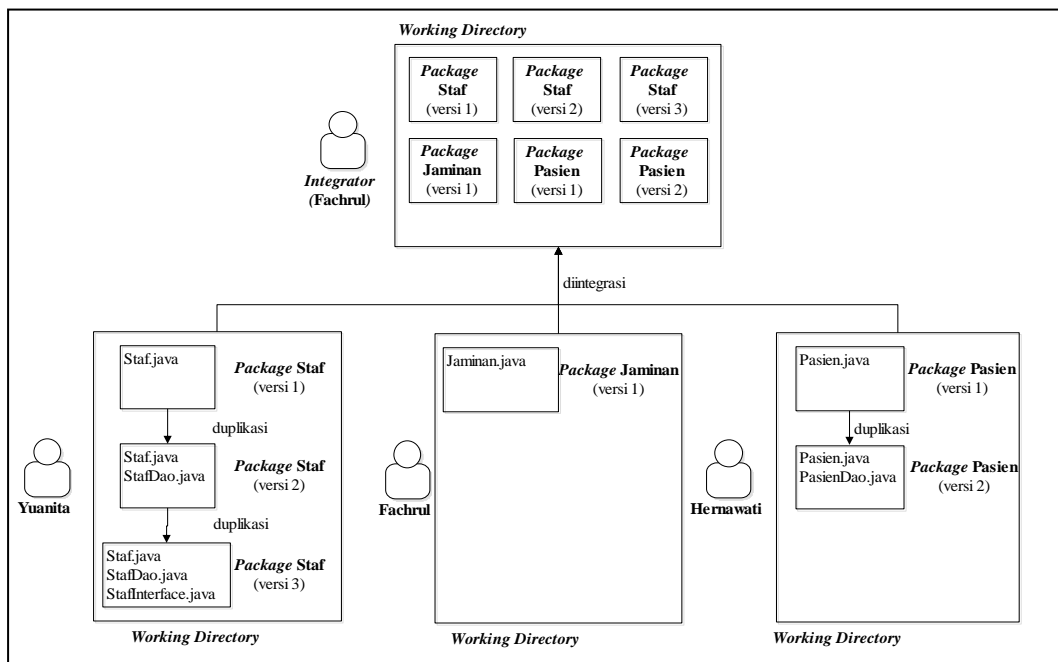 Working Directory
Package
Staf
(versi 1)
Package
Staf
(versi 2)
Package
Staf
(versi 3)
Package
Jaminan
(versi 1)
Package
Pasien
(versi 1)
Package
Pasien
(versi 2)
Integrator
(Fachrul)
diintegrasi
Staf.java
Package Staf
(versi 1)
duplikasi
Staf.java
StafDao.java
Package Staf
(versi 2)
duplikasi
Staf.java
StafDao.java
StafInterface.java
Package Staf
(versi 3)
Yuanita
Working Directory
Jaminan.java
Package Jaminan
(versi 1)
Fachrul
Working Directory
Pasien.java
Package Pasien
(versi 1)
duplikasi
Pasien.java
PasienDao.java
Package Pasien
(versi 2)
Hernawati
Working Directory